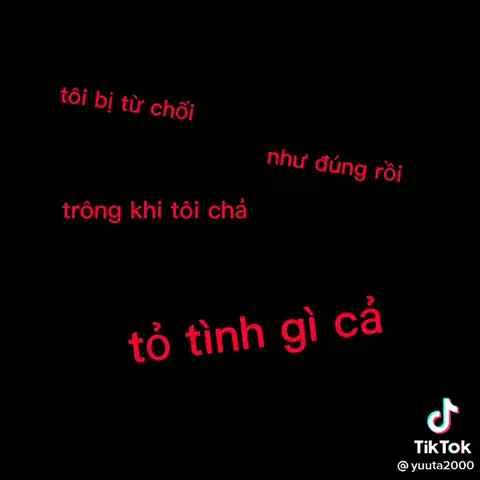 tôi bị từ chối
như đúng rồi
trông khi tôi chả
tỏ tình gì cả
TikTok
@yuuta2000